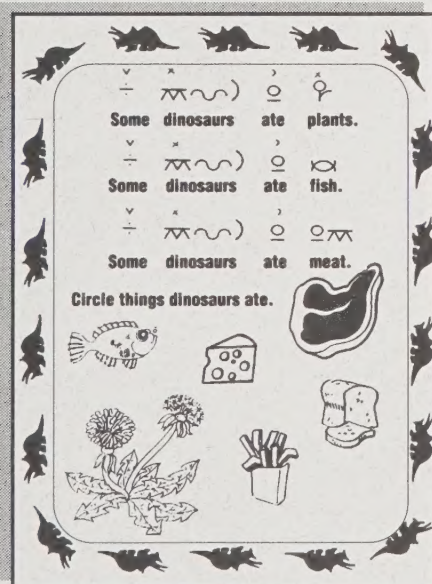 Some dinosaurs ate plants.
Some dinosaurs ate fish.
Some dinosaurs ate meat.
Circle things dinosaurs ate.